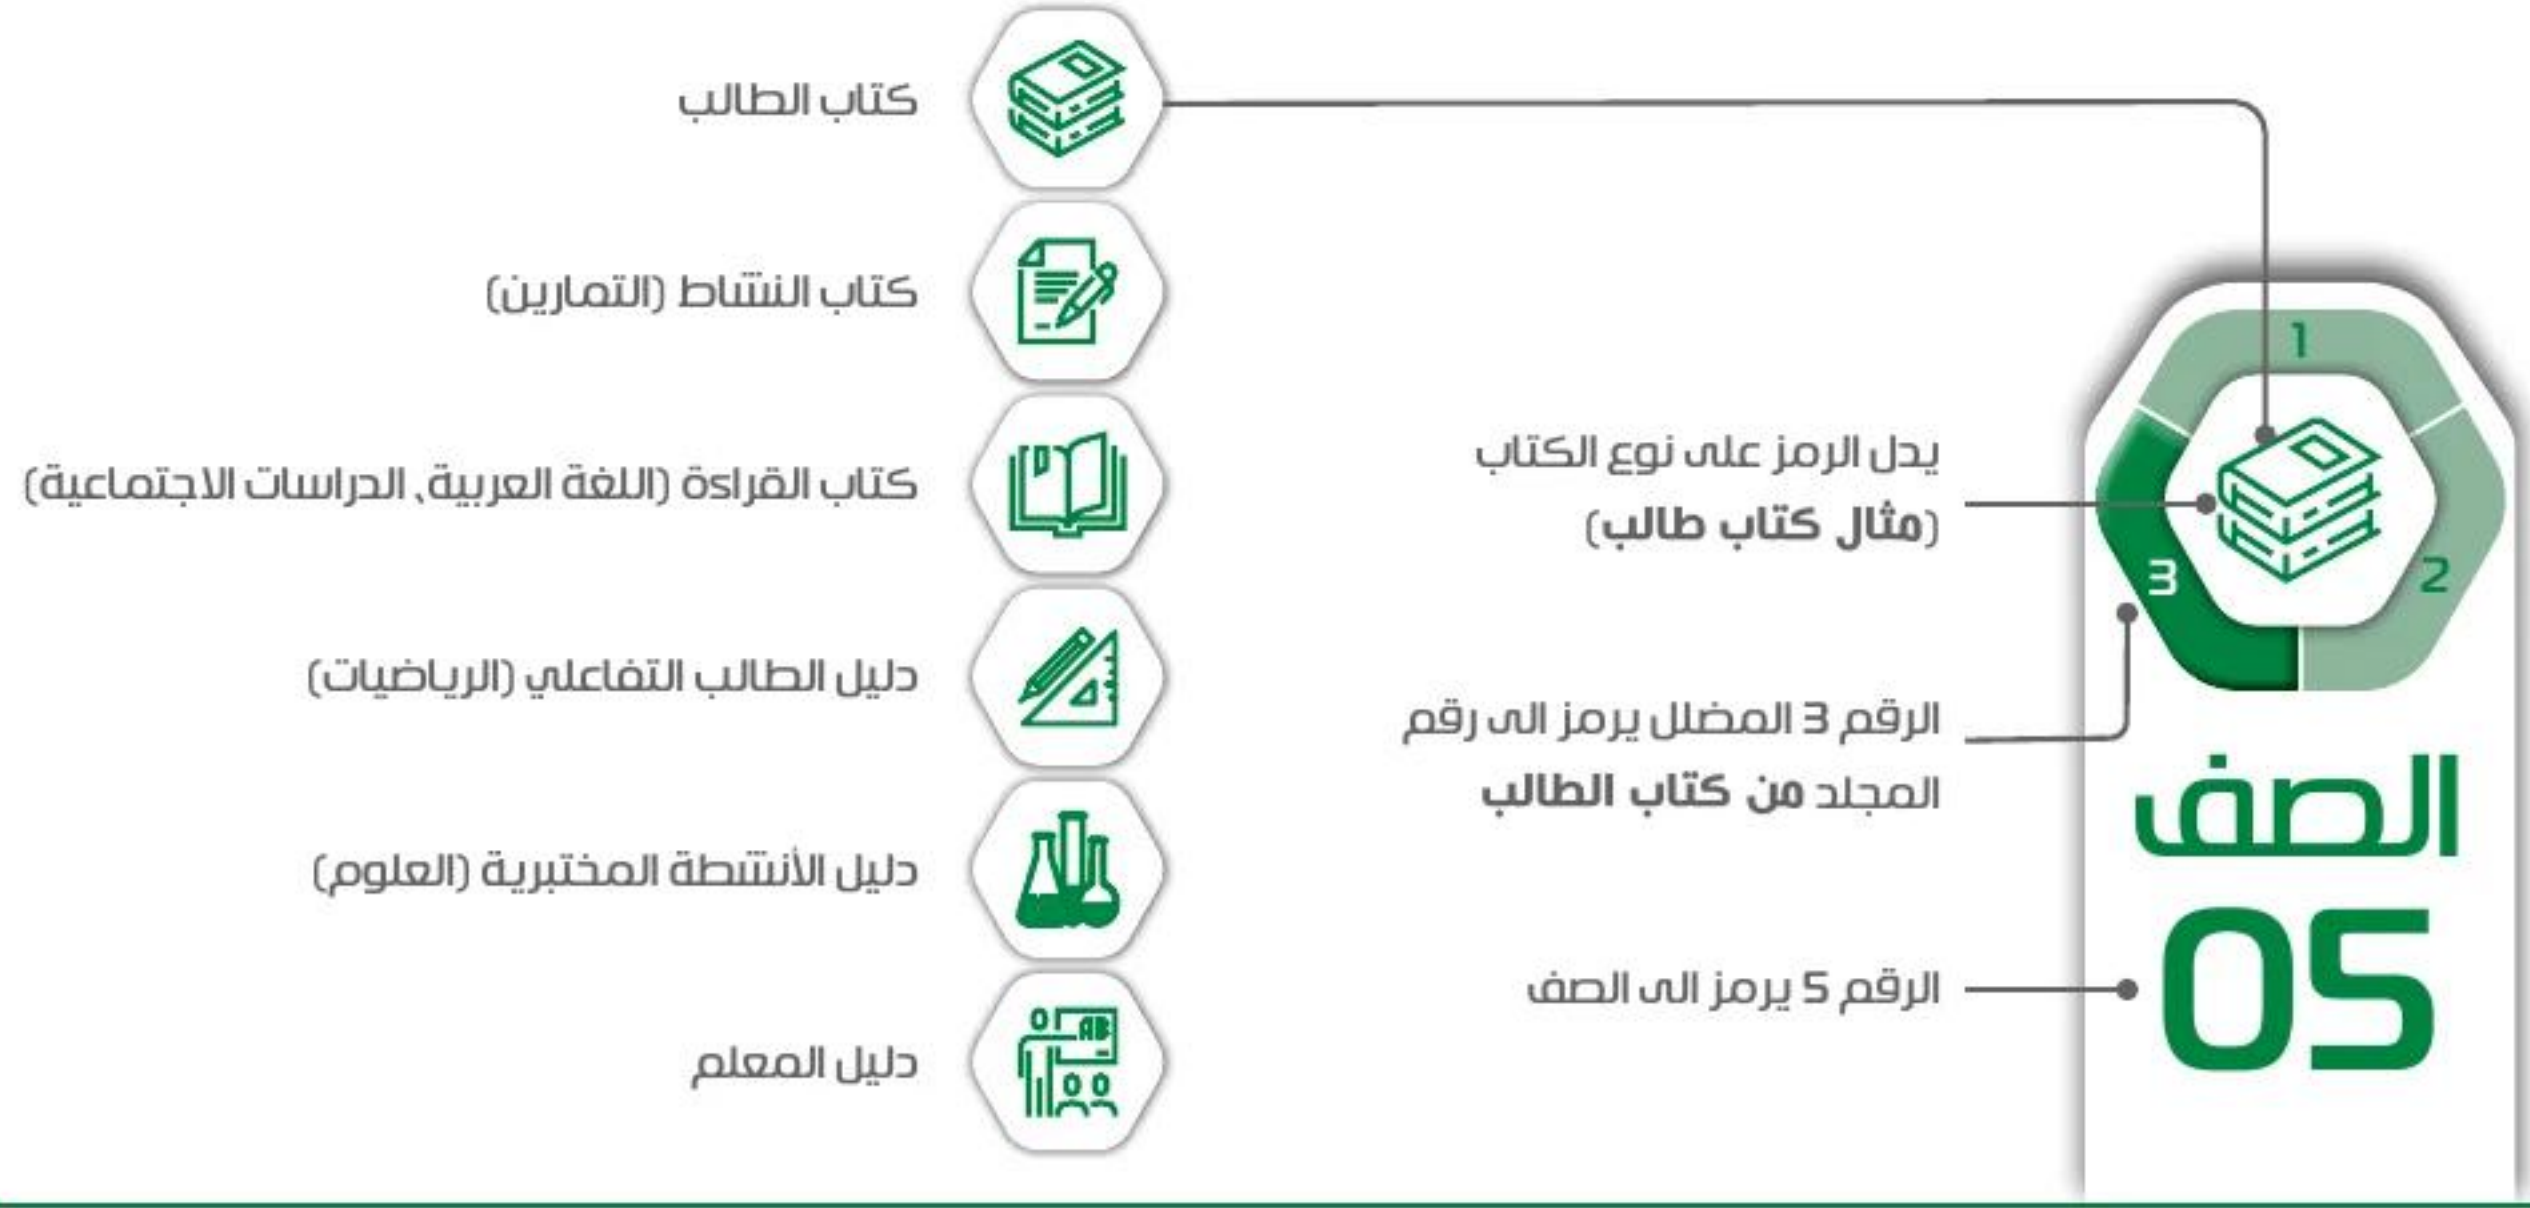 1
2
3
الصف
05
يدل الرمز على نوع الكتاب
(مثال كتاب طالب)
الرقم 3 المضلل يرمز الى رقم
المجلد من كتاب الطالب
الرقم 5 يرمز الى الصف
كتاب الطالب
كتاب النشاط (التمارين)
كتاب القراءة (اللغة العربية، الدراسات الاجتماعية)
دليل الطالب التفاعلي (الرياضيات)
دليل الأنشطة المختبرية (العلوم)
AB
دليل المعلم